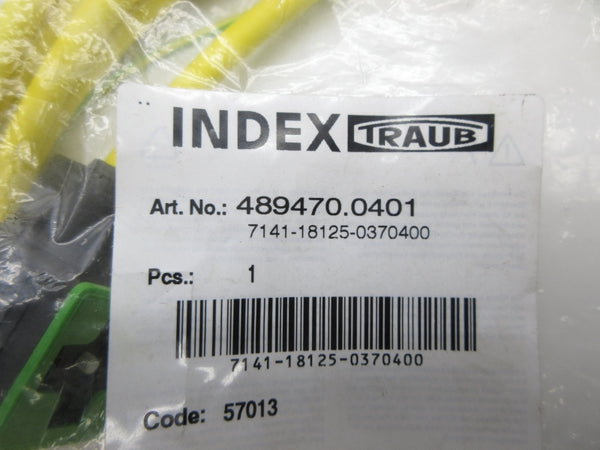 INDEX TRAUB
Art. No.: 489470.0401
7141-18125-0370400
Pcs.: 1
7141-18125-0370400
Code: 57013